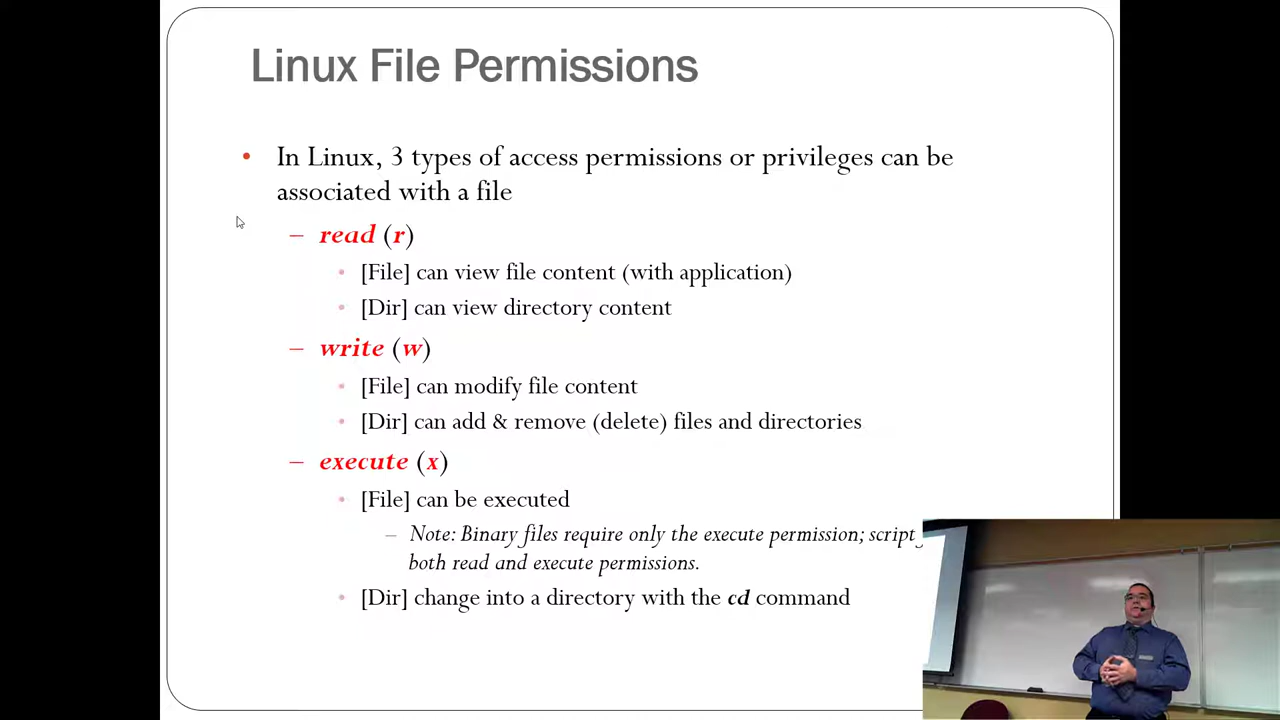 Linux File Permissions
• In Linux, 3 types of access permissions or privileges can be
associated with a file
– read (r)
• [File] can view file content (with application)
• [Dir] can view directory content
– write (w)
• [File] can modify file content
• [Dir] can add & remove (delete) files and directories
– execute (x)
• [File] can be executed
– Note: Binary files require only the execute permission; script
both read and execute permissions.
• [Dir] change into a directory with the cd command